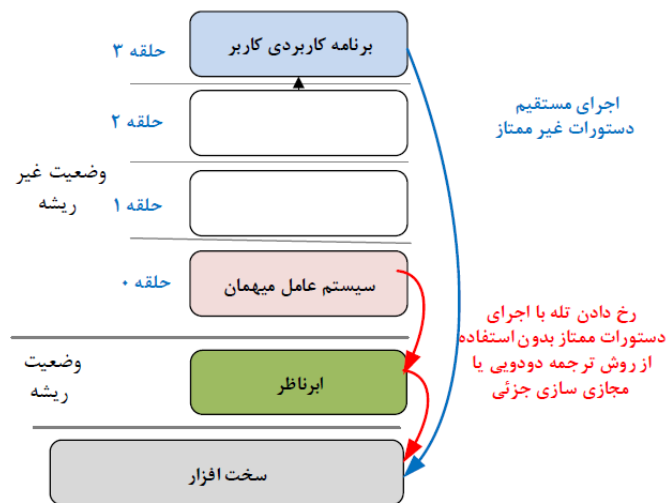 برنامه کاربردی کاربر
حلقه ۳
حلقه ۲
اجرای مستقیم
دستورات غیر ممتاز
وضعیت غیر
ریشه
حلقه ۱
سیستم عامل میهمان
حلقه ۰
رخ دادن تله با اجرای
دستورات ممتاز بدون استفاده
از روش ترجمه دودویی یا
مجازی سازی جزئی
وضعیت
ریشه
ابرناظر
سخت افزار